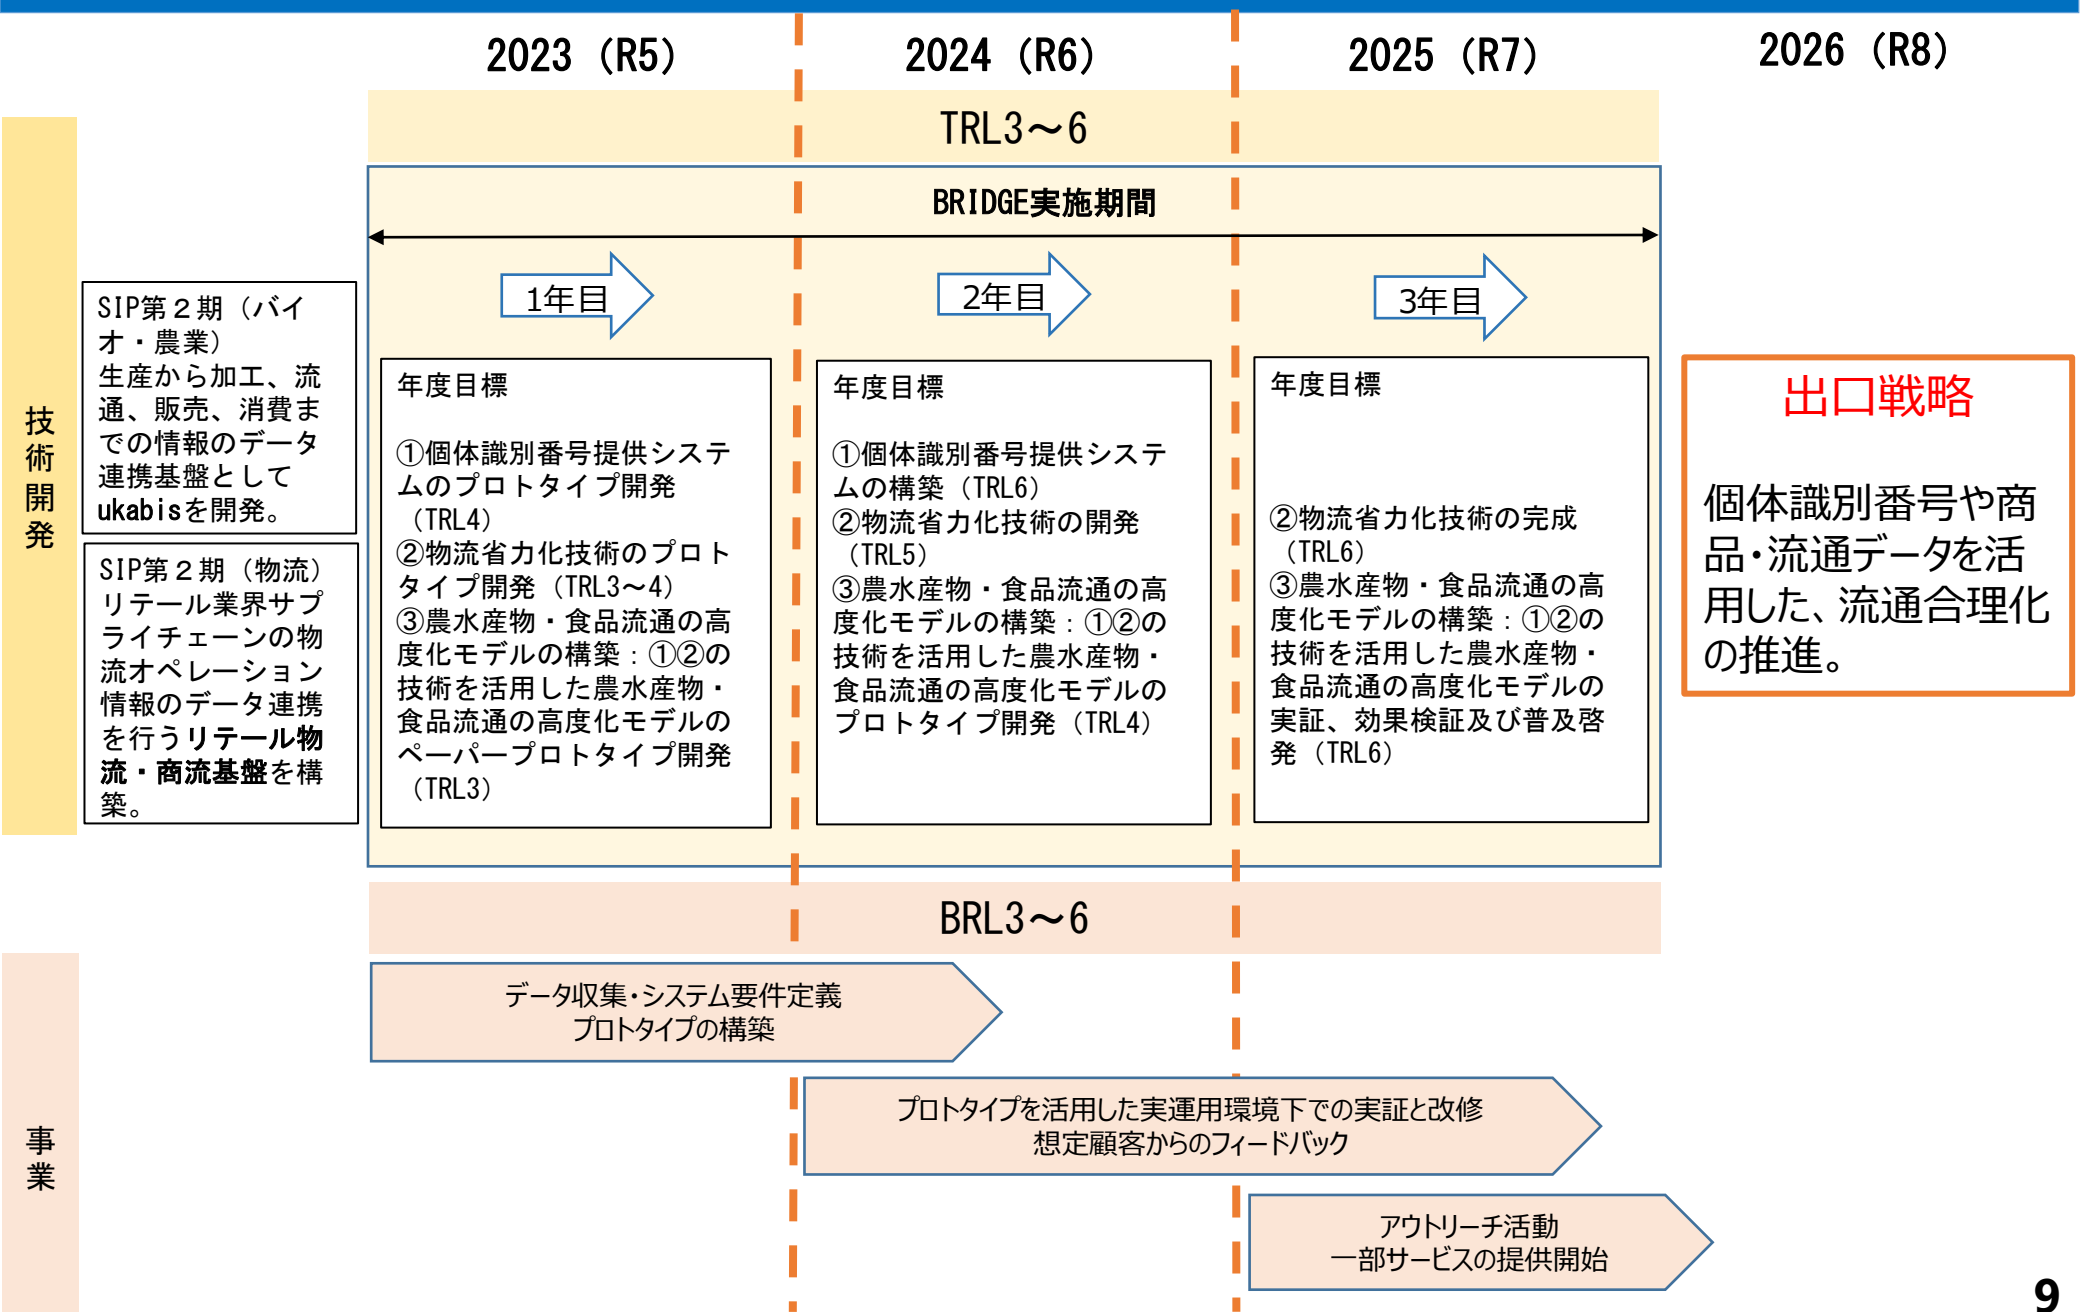 2023（R5）
2024（R6）
2025（R7）
2026（R8）
TRL3～6
BRIDGE実施期間
1年目
2年目
3年目
技術開発
SIP第２期（バイ
オ・農業）
生産から加工、流
通、販売、消費ま
での情報のデータ
連携基盤として
ukabisを開発。
SIP第２期（物流）
リテール業界サプ
ライチェーンの物
流オペレーション
情報のデータ連携
を行うリテール物
流・商流基盤を構
築。
年度目標
①個体識別番号提供システ
ムのプロトタイプ開発
（TRL4）
②物流省力化技術のプロト
タイプ開発（TRL3～4）
③農水産物・食品流通の高
度化モデルの構築：①②の
技術を活用した農水産物・
食品流通の高度化モデルの
ペーパープロトタイプ開発
（TRL3）
年度目標
①個体識別番号提供システ
ムの構築（TRL6）
②物流省力化技術の開発
（TRL5）
③農水産物・食品流通の高
度化モデルの構築：①②の
技術を活用した農水産物・
食品流通の高度化モデルの
プロトタイプ開発（TRL4）
年度目標
②物流省力化技術の完成
（TRL6）
③農水産物・食品流通の高
度化モデルの構築：①②の
技術を活用した農水産物・
食品流通の高度化モデルの
実証、効果検証及び普及啓
発（TRL6）
出口戦略
個体識別番号や商
品・流通データを活
用した、流通合理化
の推進。
BRL3～6
事業
データ収集・システム要件定義
プロトタイプの構築
プロトタイプを活用した実運用環境下での実証と改修
想定顧客からのフィードバック
アウトリーチ活動
一部サービスの提供開始
9